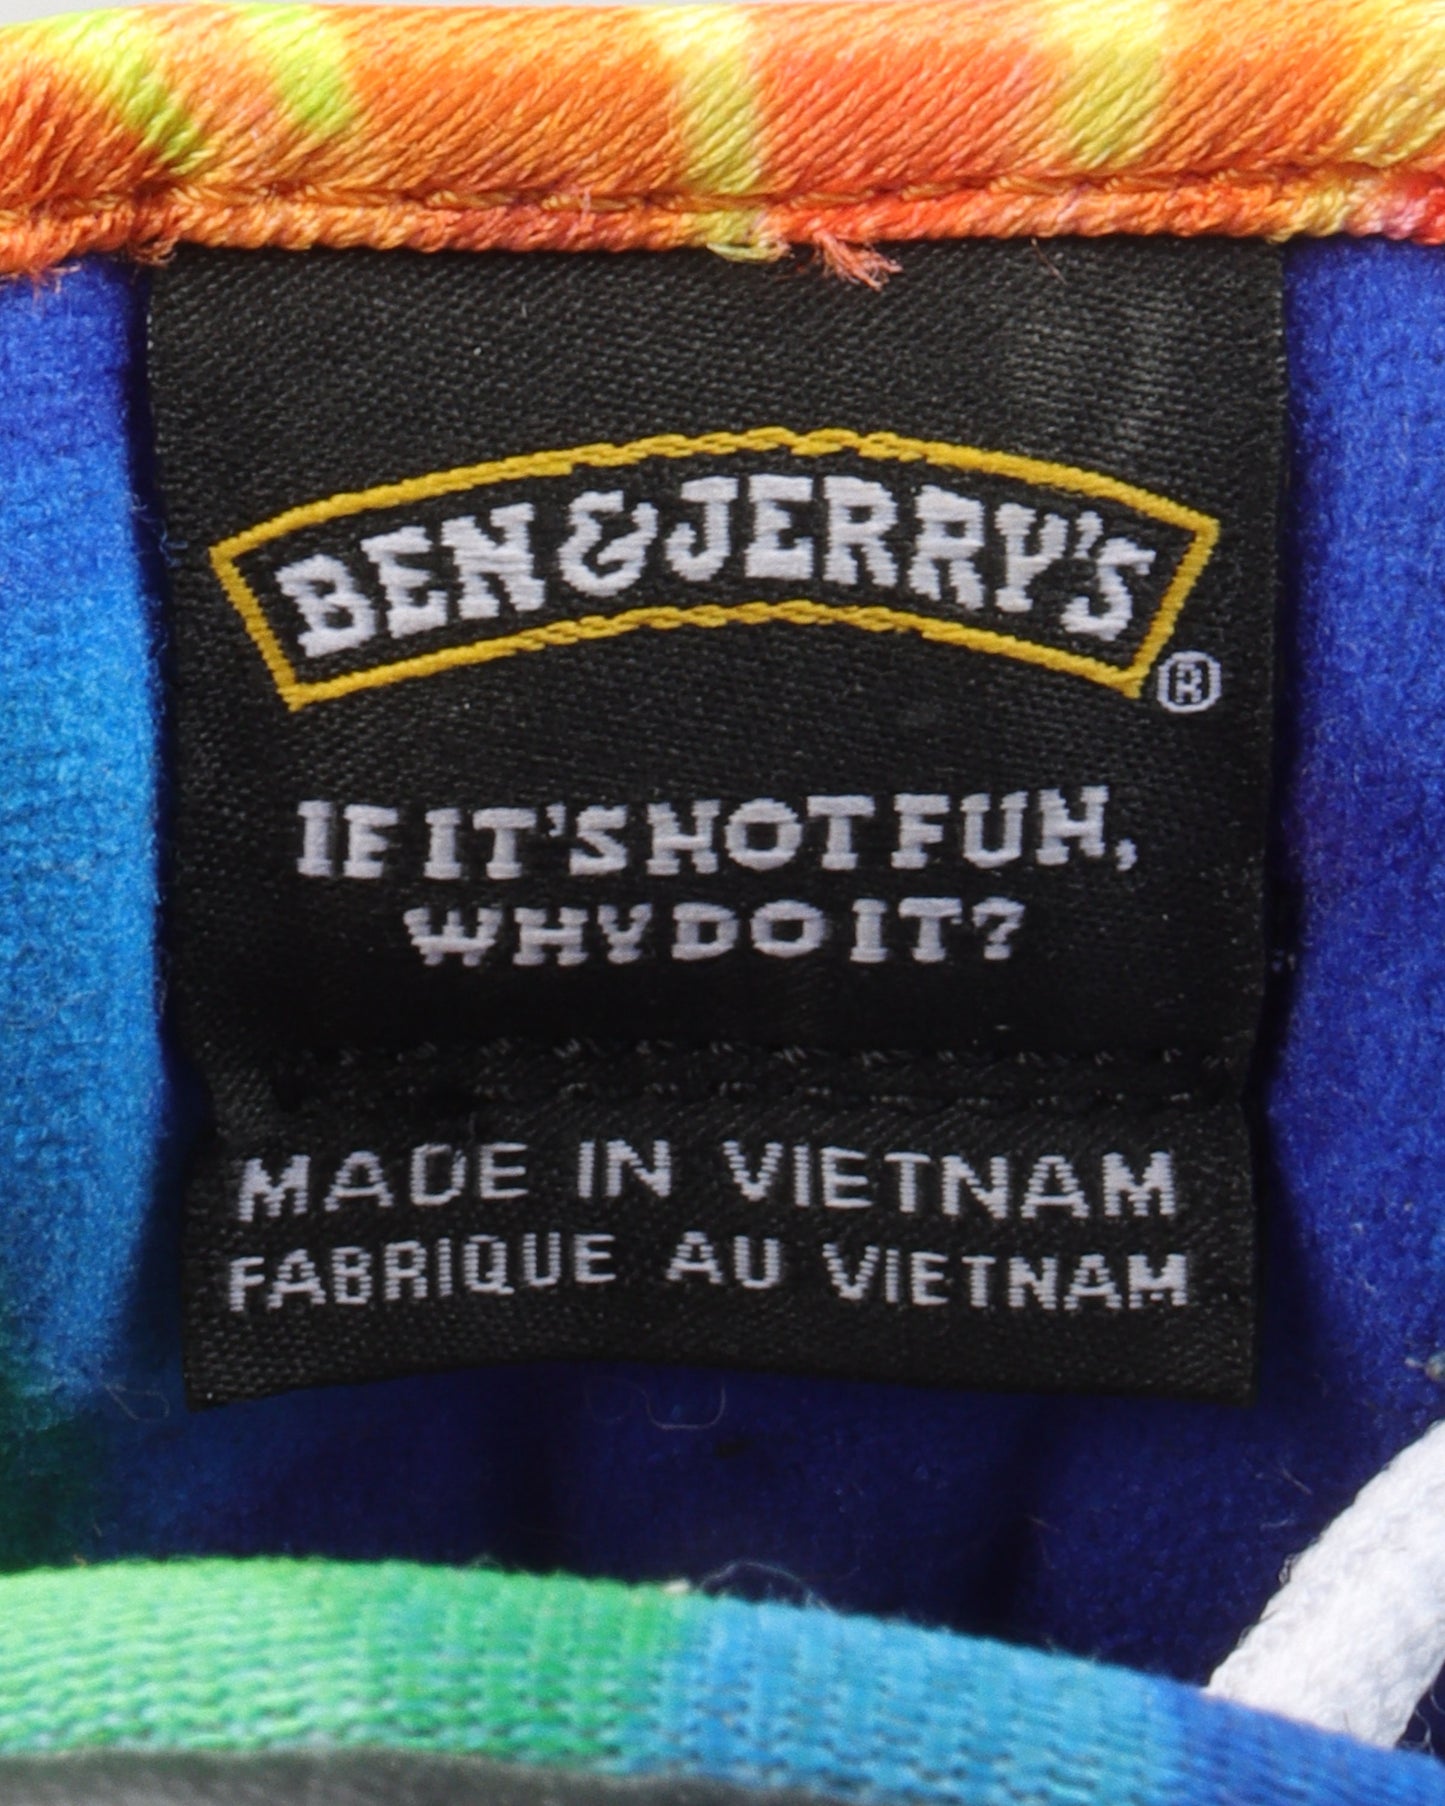 BEN & JERRY'S ®
IF IT'S NOT FUN,
WHY DO IT?
MADE IN VIETNAM
FABRIQUE AU VIETNAM